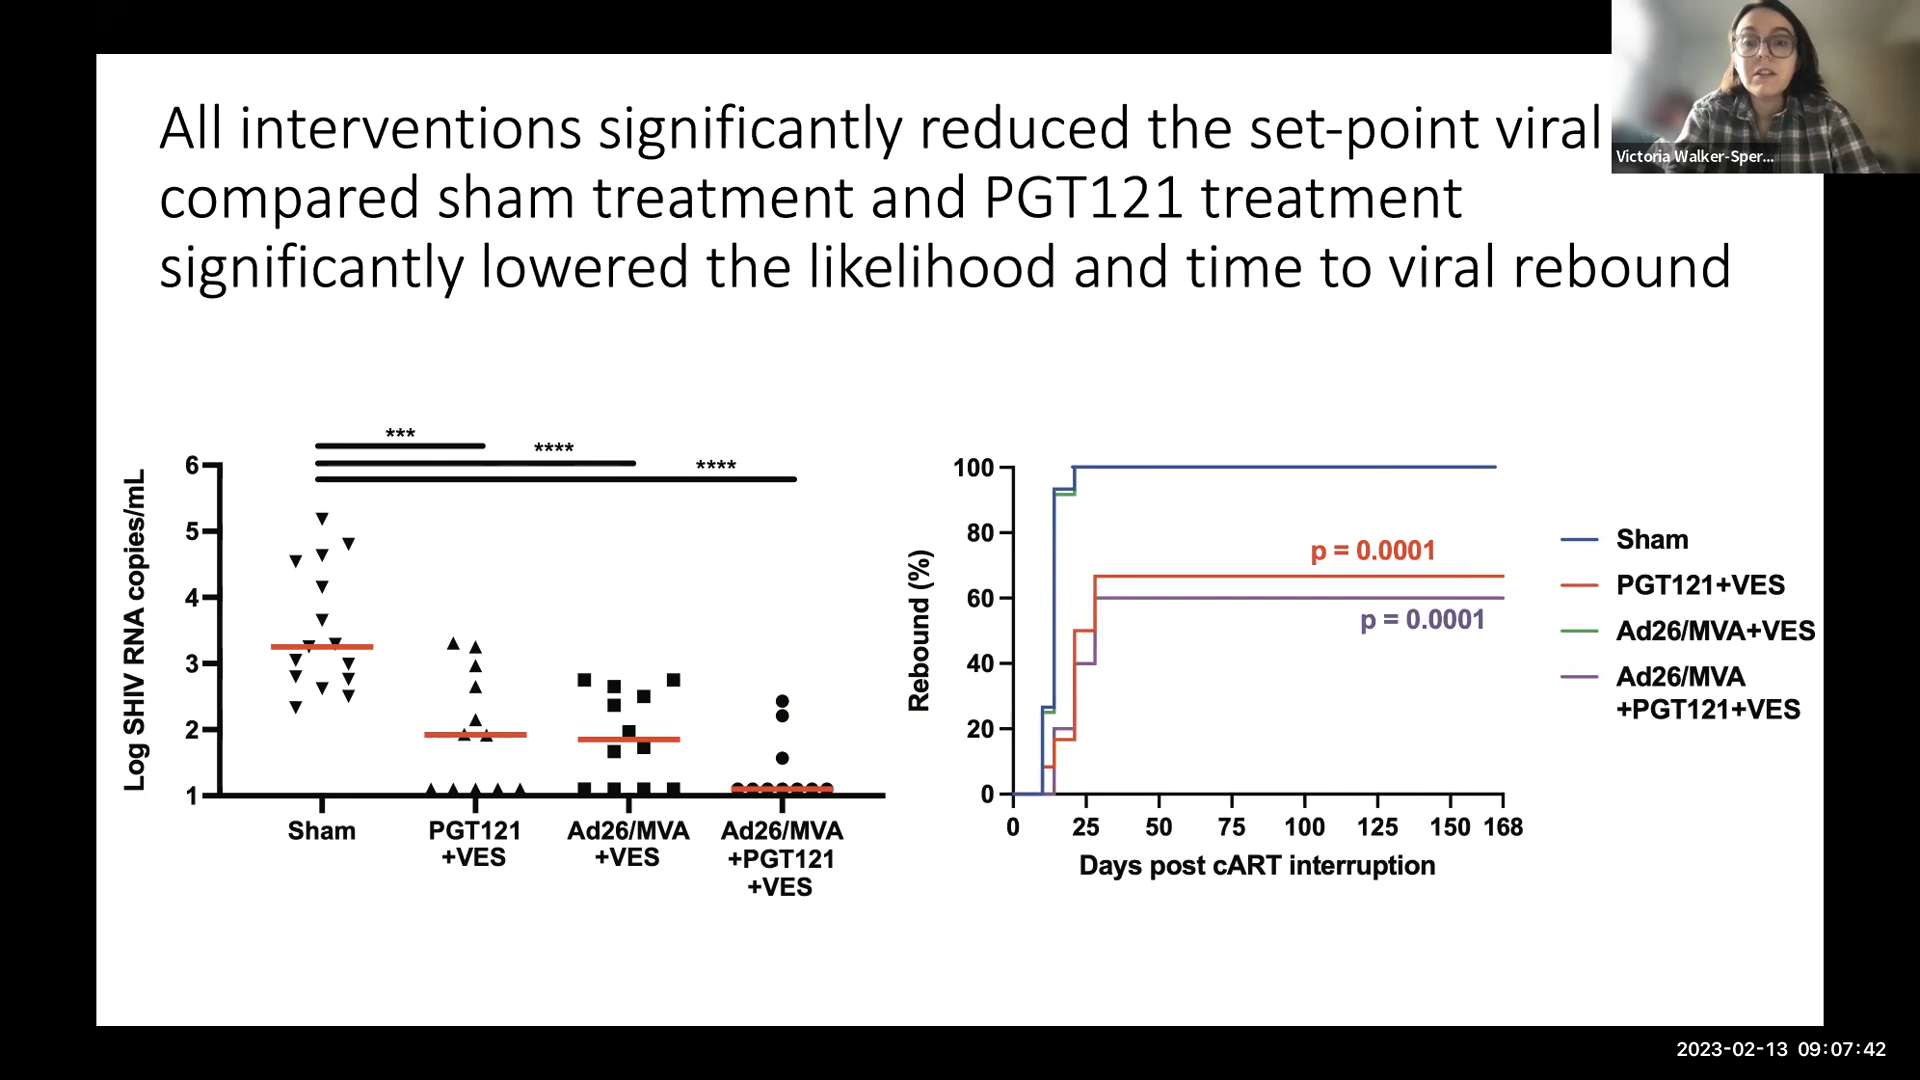 All interventions significantly reduced the set-point viral
compared sham treatment and PGT121 treatment
significantly lowered the likelihood and time to viral rebound
Victoria Walker-Sper...
***
****
****
6
5
4
3
2
1
Log SHIV RNA copies/mL
Sham
PGT121
+VES
Ad26/MVA
+VES
Ad26/MVA
+PGT121
+VES
100
80
60
40
20
0
Rebound (%)
p = 0.0001
p = 0.0001
0 25 50 75 100 125 150 168
Days post cART interruption
Sham
PGT121+VES
Ad26/MVA+VES
Ad26/MVA
+PGT121+VES
2023-02-13 09:07:42